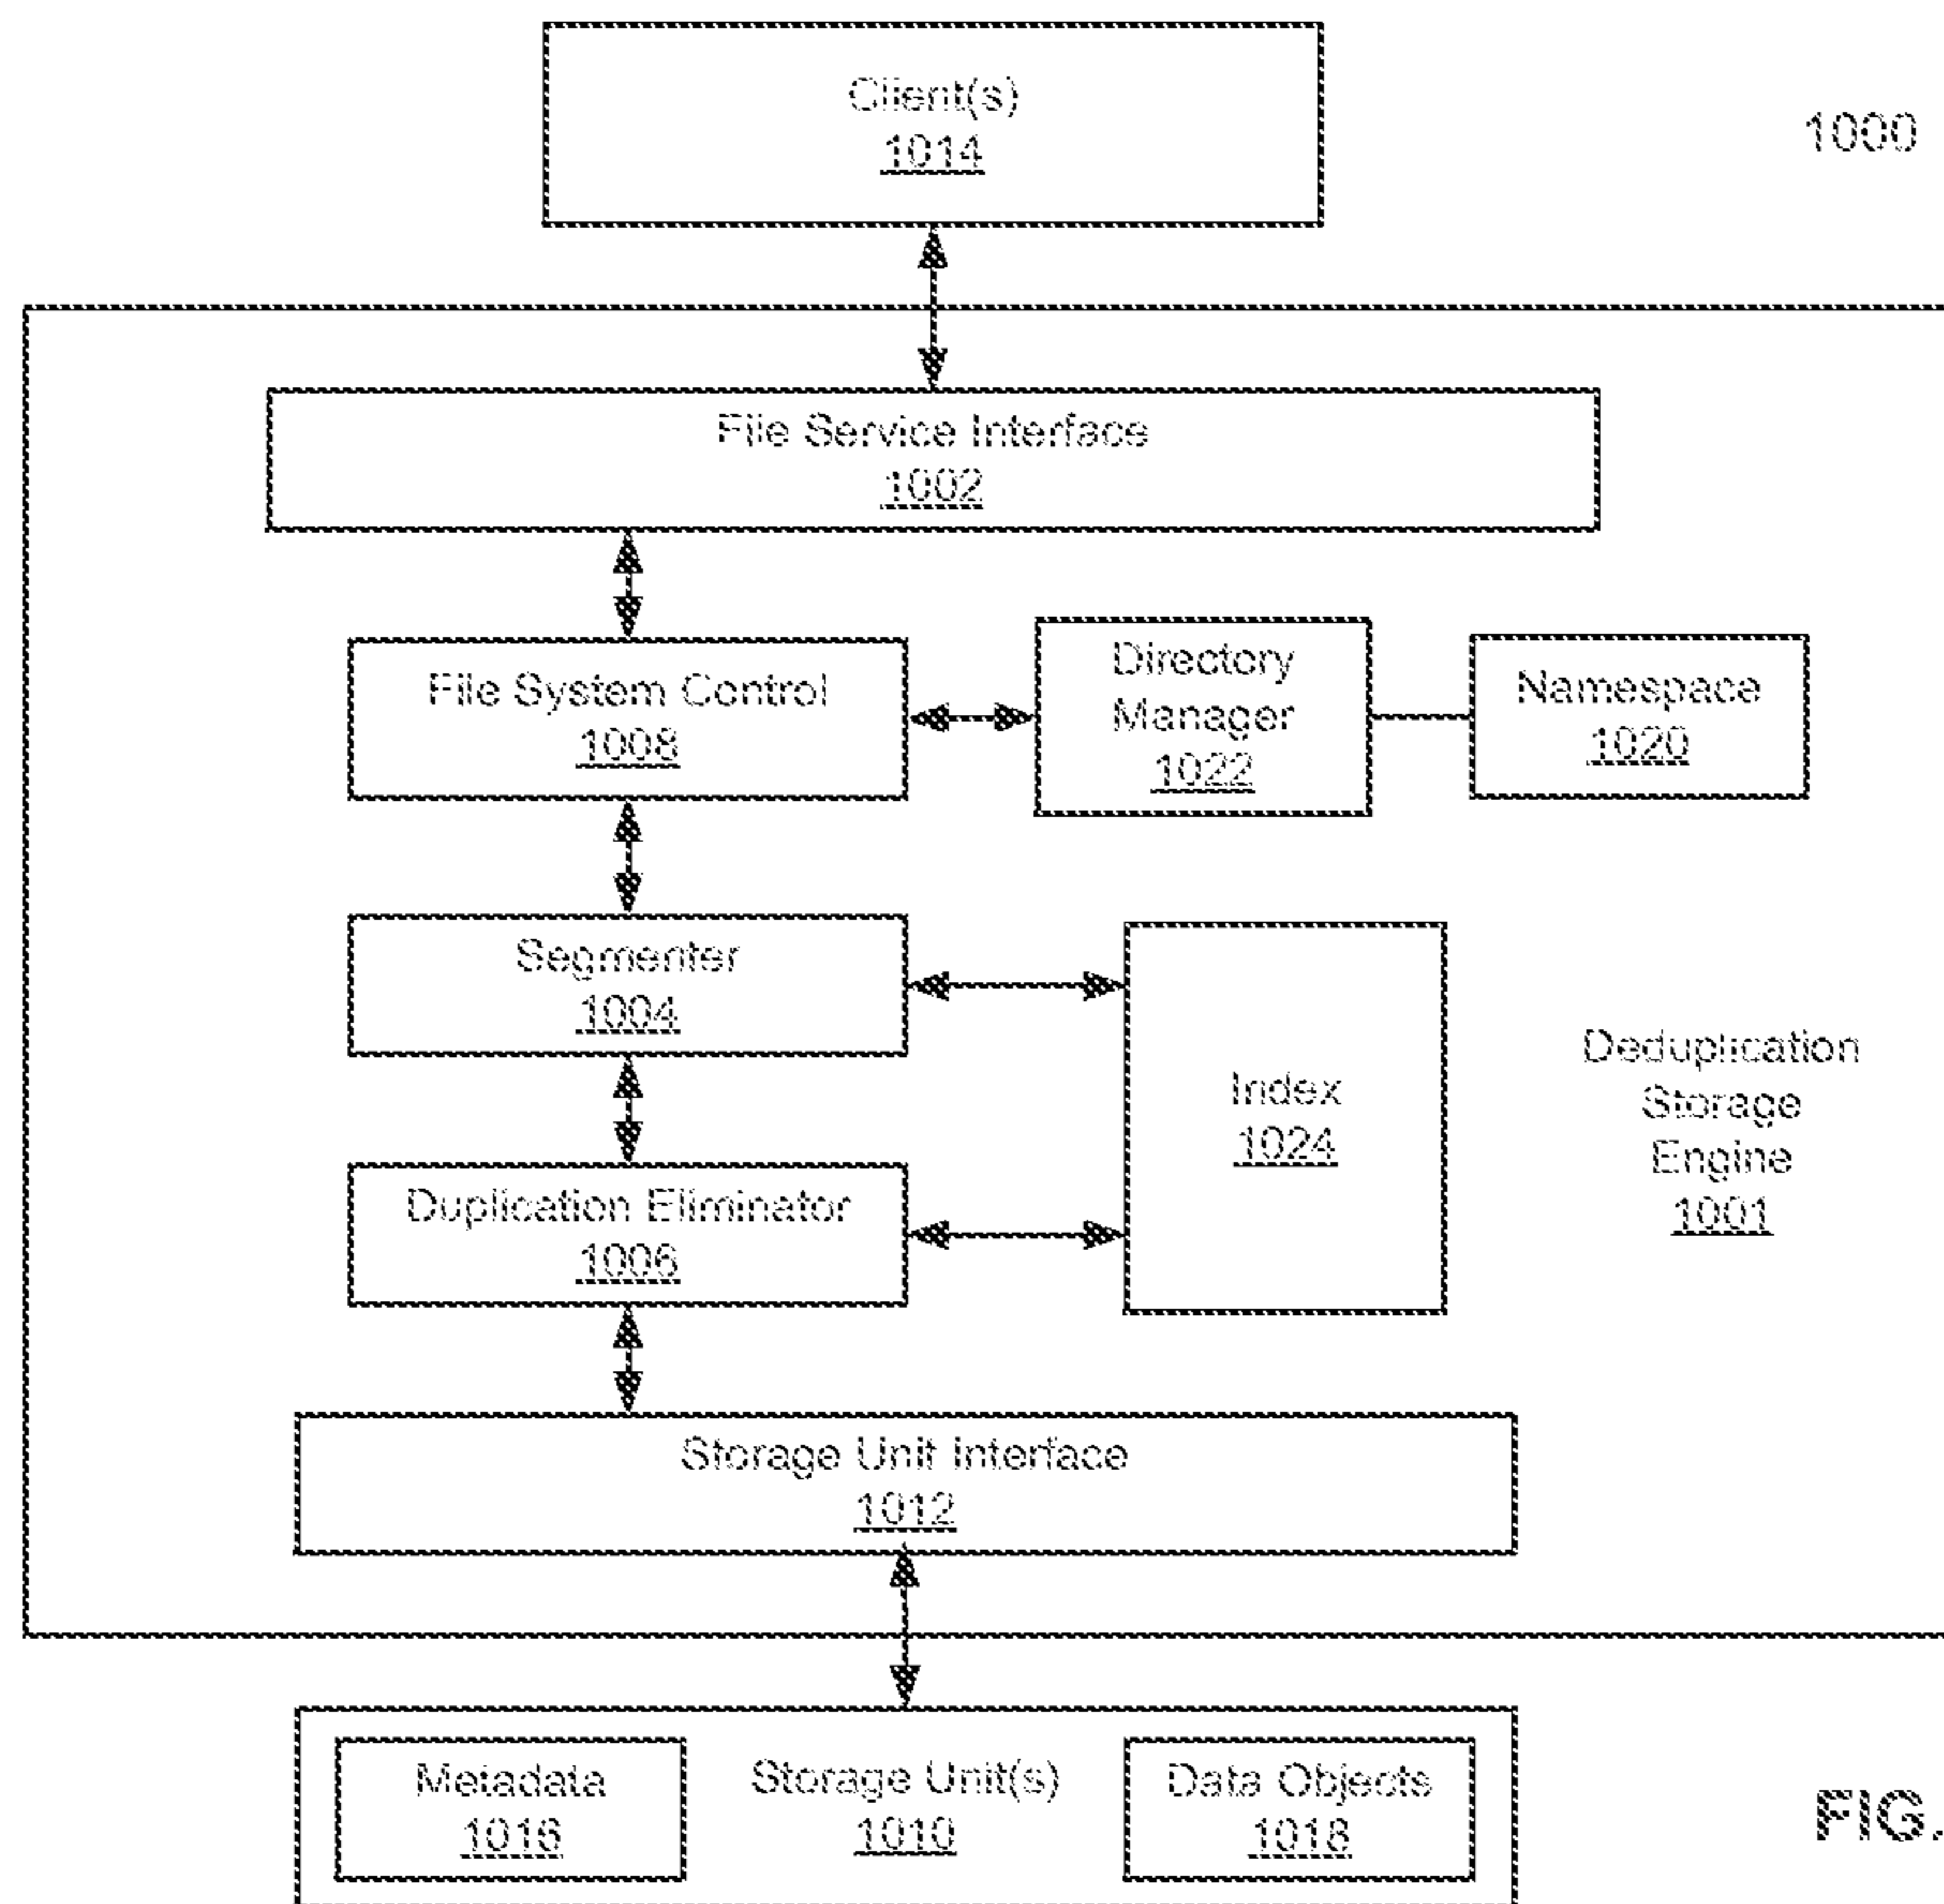 Client(s)
1014
1000
File Service Interface
1002
File System Control
1008
Directory
Manager
1022
Namespace
1020
Segmenter
1004
Index
1024
Deduplication
Storage
Engine
1001
Duplication Eliminator
1006
Storage Unit Interface
1012
Metadata
1016
Storage Unit(s)
1010
Data Objects
1018
FIG.